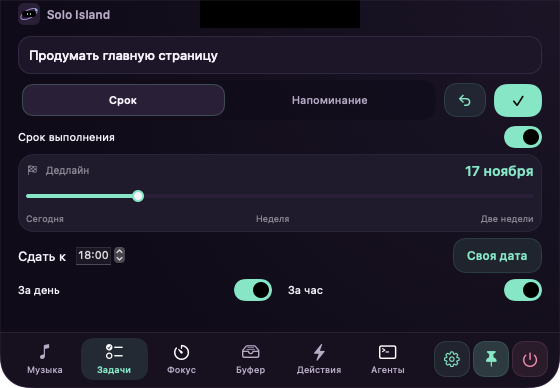 Solo Island
Продумать главную страницу
Срок
Напоминание
Срок выполнения
Дедлайн
17 ноября
Сегодня
Неделя
Две недели
Сдать к 18:00
Своя дата
За день
За час
Музыка
Задачи
Фокус
Буфер
Действия
Агенты